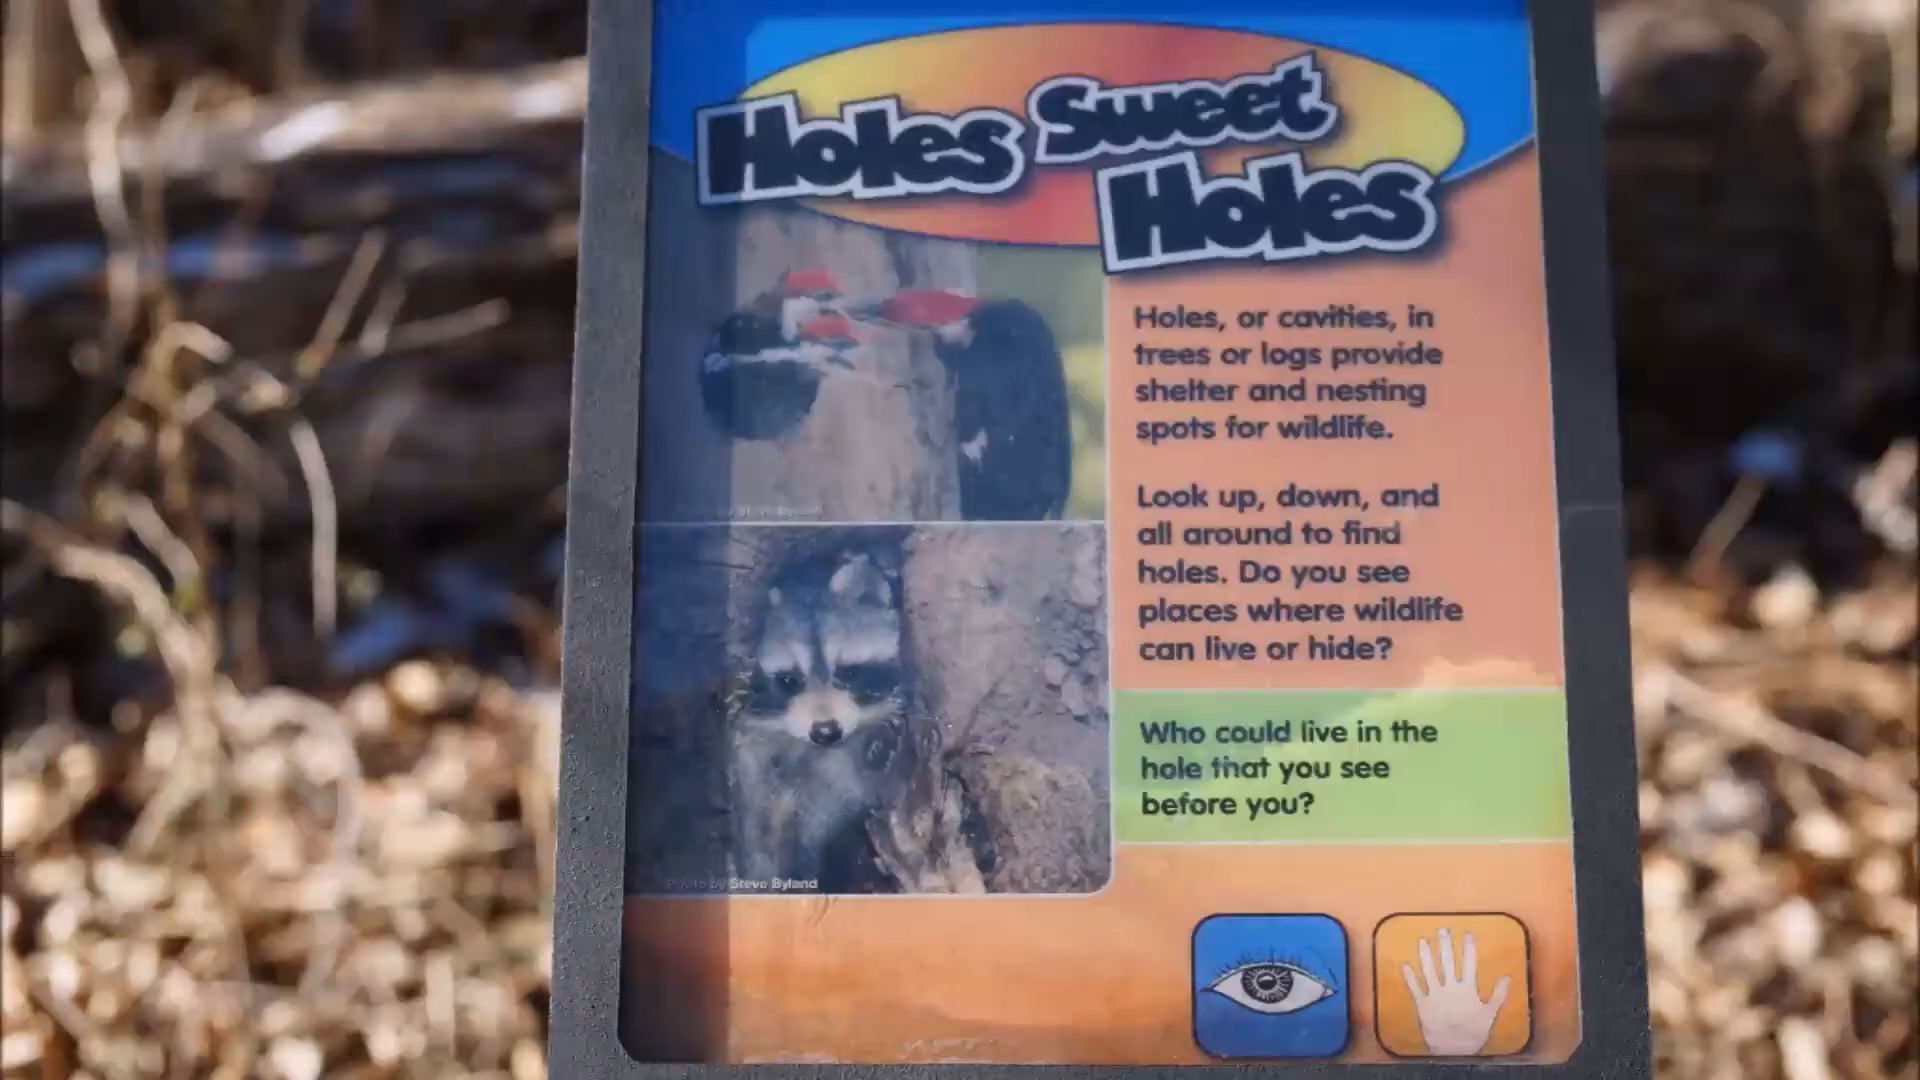 Holes Sweet
Holes
Holes, or cavities, in
trees or logs provide
shelter and nesting
spots for wildlife.
Look up, down, and
all around to find
holes. Do you see
places where wildlife
can live or hide?
Who could live in the
hole that you see
before you?
Photo by Steve Byland